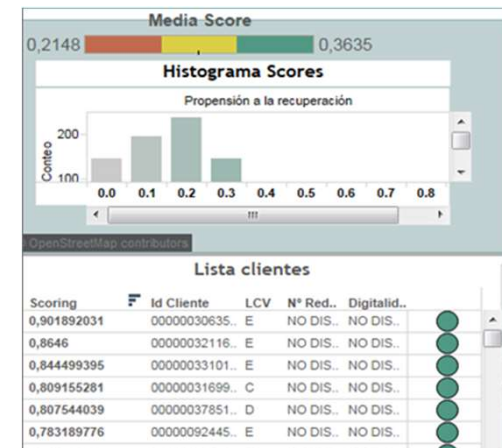 Media Score
0,2148 0,3635
Histograma Scores
Propensión a la recuperación
Conteo
200
100
0.0 0.1 0.2 0.3 0.4 0.5 0.6 0.7 0.8
OpenStreetMap contributors
Lista clientes
Scoring Id Cliente LCV Nº Red.. Digitalid..
0,901892031 00000030635.. E NO DIS.. NO DIS..
0,8646 00000032116.. E NO DIS.. NO DIS..
0,844499395 00000033101.. E NO DIS.. NO DIS..
0,809155281 00000031699.. C NO DIS.. NO DIS..
0,807544039 00000037851.. D NO DIS.. NO DIS..
0,783189776 00000092445.. E NO DIS.. NO DIS..